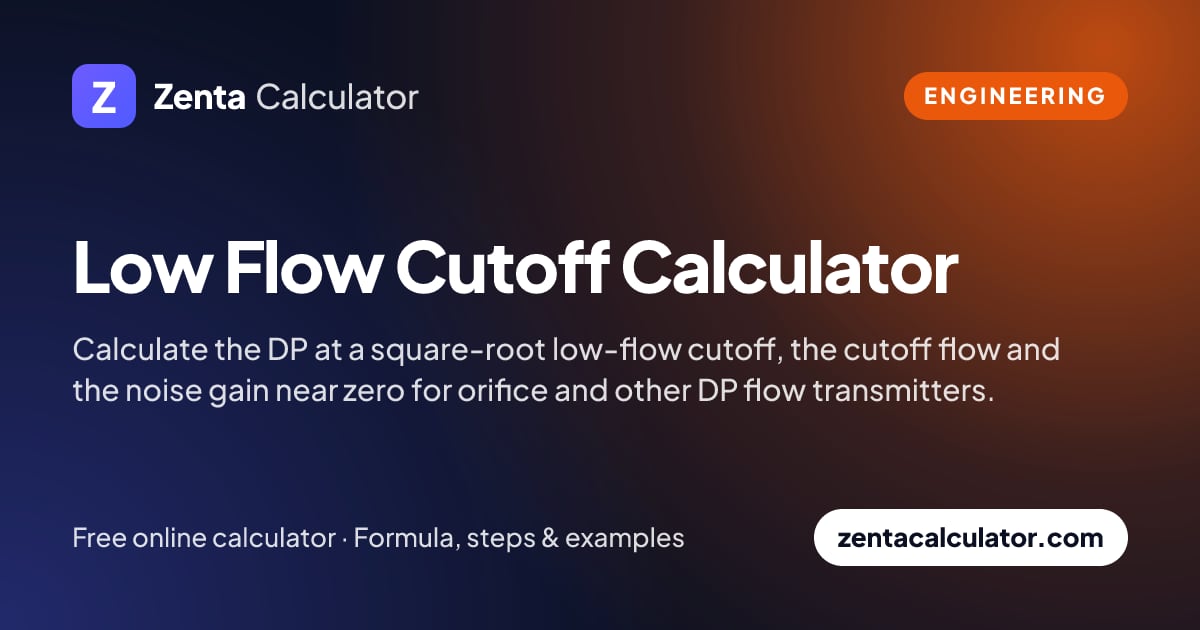 Z
Zenta Calculator
ENGINEERING
Low Flow Cutoff Calculator
Calculate the DP at a square-root low-flow cutoff, the cutoff flow and
the noise gain near zero for orifice and other DP flow transmitters.
Free online calculator · Formula, steps & examples
zentacalculator.com